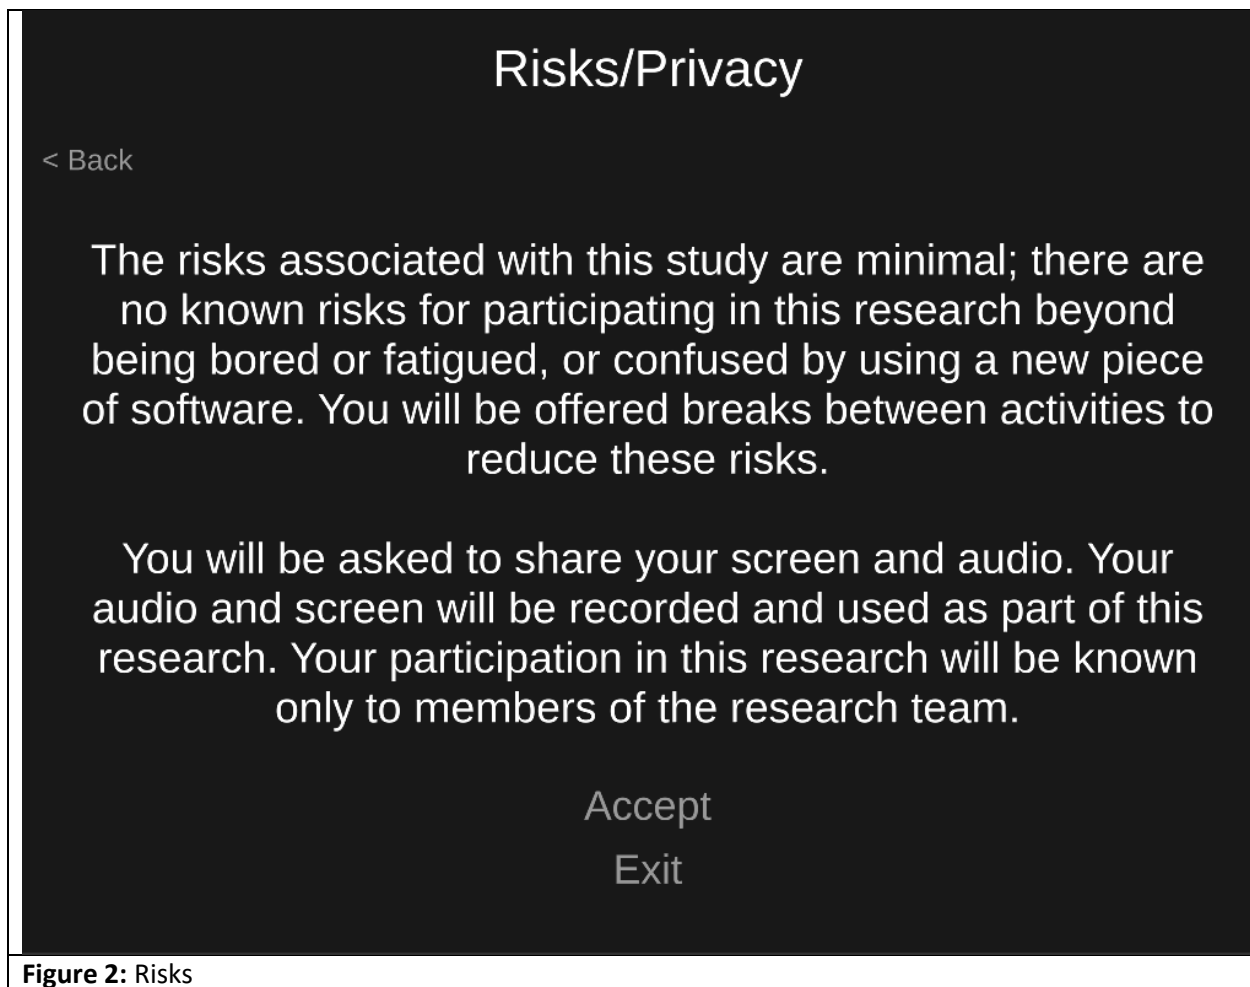 Risks/Privacy
< Back
The risks associated with this study are minimal; there are
no known risks for participating in this research beyond
being bored or fatigued, or confused by using a new piece
of software. You will be offered breaks between activities to
reduce these risks.
You will be asked to share your screen and audio. Your
audio and screen will be recorded and used as part of this
research. Your participation in this research will be known
only to members of the research team.
Accept
Exit
Figure 2: Risks